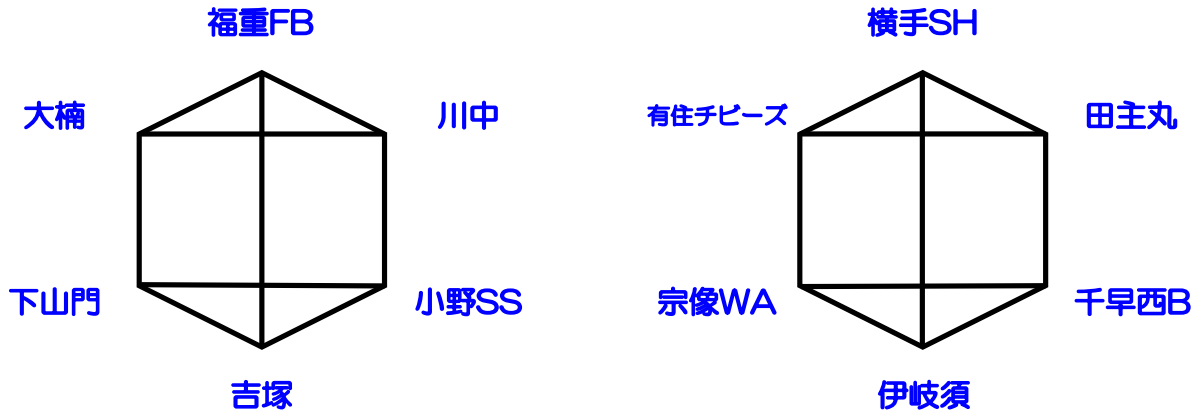 福重FB
大楠
川中
下山門
小野SS
吉塚
横手SH
有住チビーズ
田主丸
宗像WA
千早西B
伊岐須